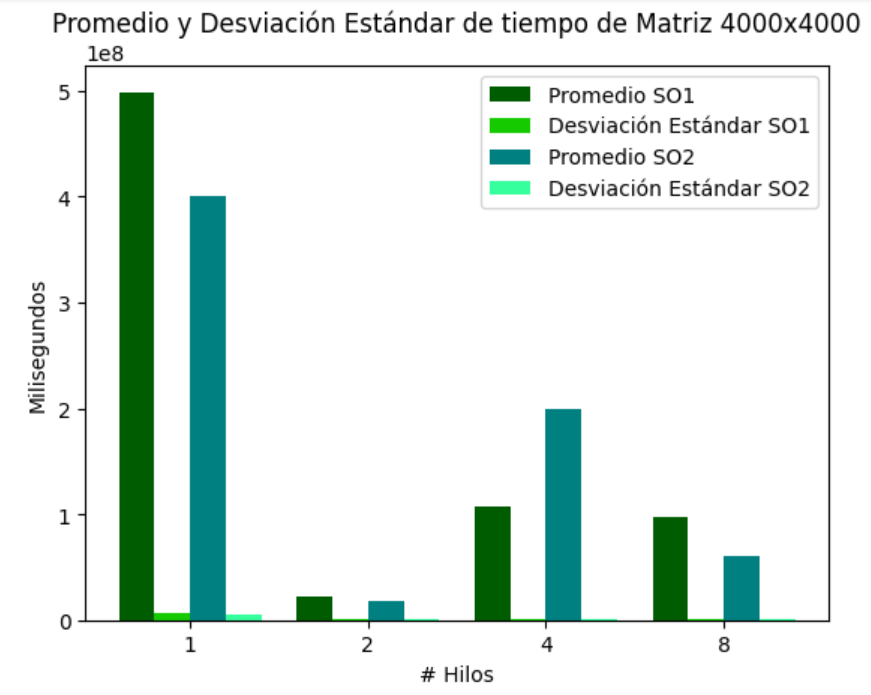 Promedio y Desviación Estándar de tiempo de Matriz 4000x4000
1e8
5
4
3
2
1
0
Milisegundos
Promedio SO1
Desviación Estándar SO1
Promedio SO2
Desviación Estándar SO2
1 2 4 8
# Hilos